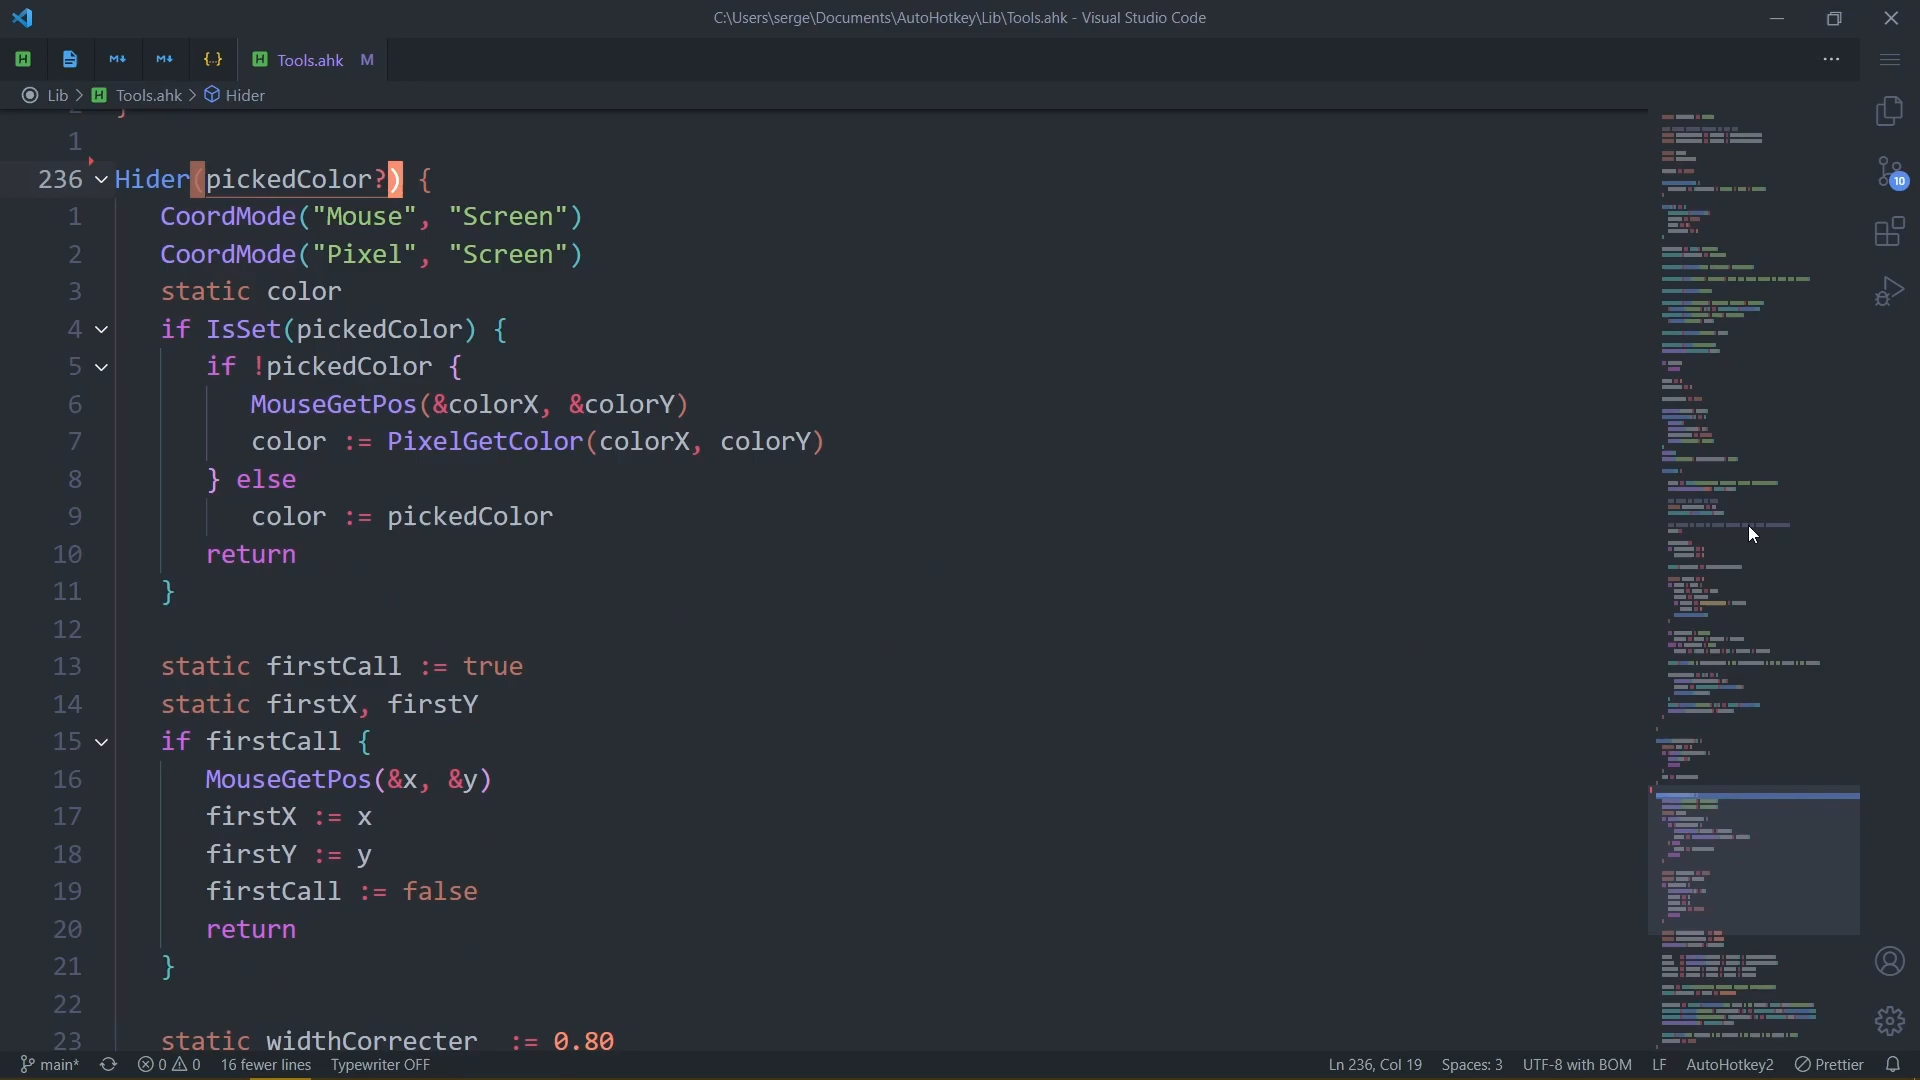 C:\Users\serge\Documents\AutoHotkey\Lib\Tools.ahk - Visual Studio Code
H M↓ M↓ {..} H Tools.ahk M ...
Lib > H Tools.ahk > Hider
2 }
1
236 Hider(pickedColor?) {
1 CoordMode("Mouse", "Screen")
2 CoordMode("Pixel", "Screen")
3 static color
4 if IsSet(pickedColor) {
5 if !pickedColor {
6 MouseGetPos(&colorX, &colorY)
7 color := PixelGetColor(colorX, colorY)
8 } else
9 color := pickedColor
10 return
11 }
12
13 static firstCall := true
14 static firstX, firstY
15 if firstCall {
16 MouseGetPos(&x, &y)
17 firstX := x
18 firstY := y
19 firstCall := false
20 return
21 }
22
23 static widthCorrecter := 0.80
10
main* 0 0 16 fewer lines Typewriter OFF Ln 236, Col 19 Spaces: 3 UTF-8 with BOM LF AutoHotkey2 Prettier